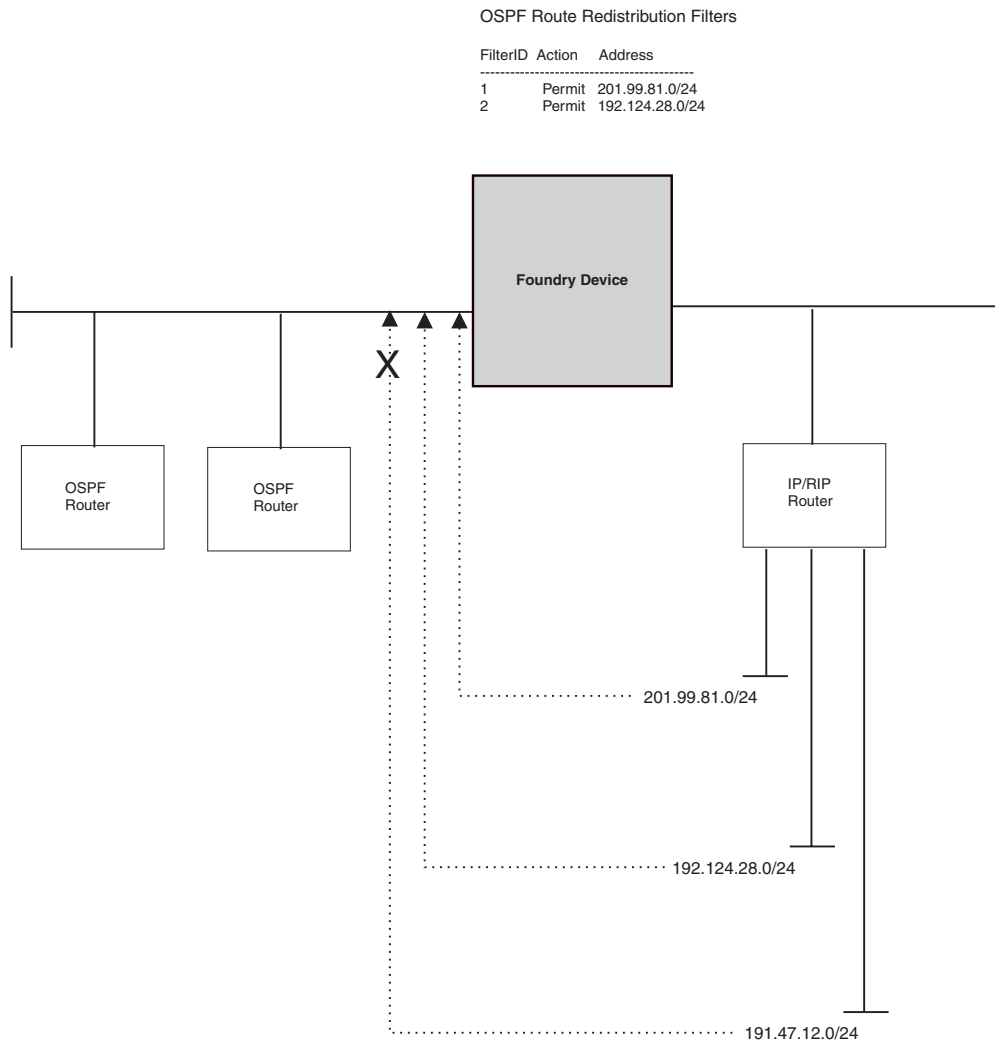 OSPF Route Redistribution Filters
FilterID Action Address
-------------------------------------------
1 Permit 201.99.81.0/24
2 Permit 192.124.28.0/24
Foundry Device
X
OSPF
Router
OSPF
Router
IP/RIP
Router
201.99.81.0/24
192.124.28.0/24
191.47.12.0/24